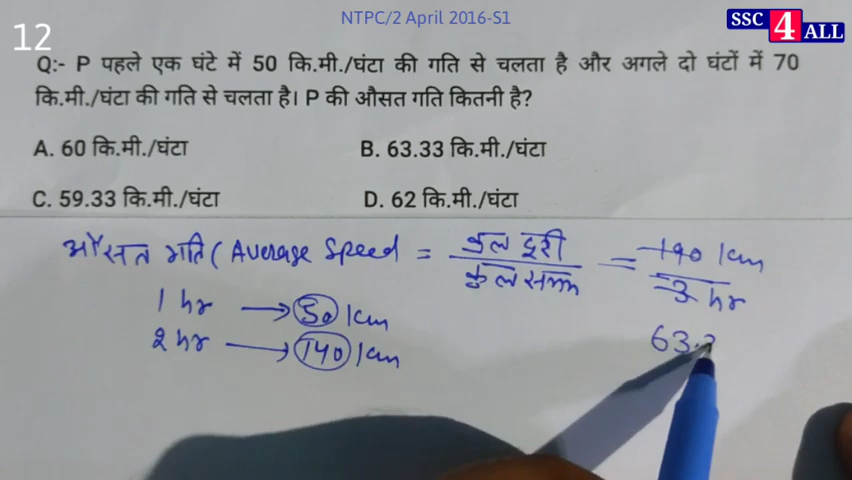 NTPC/2 April 2016-S1
SSC 4 ALL
12
Q:- P पहले एक घंटे में 50 कि.मी./घंटा की गति से चलता है और अगले दो घंटों में 70
कि.मी./घंटा की गति से चलता है। P की औसत गति कितनी है?
A. 60 कि.मी./घंटा B. 63.33 कि.मी./घंटा
C. 59.33 कि.मी./घंटा D. 62 कि.मी./घंटा
औसत गति ( Average Speed = कुल दूरी / कुल समय = 190 km / 3 hr
1 hr → 50 km
2 hr → 140 km
63.